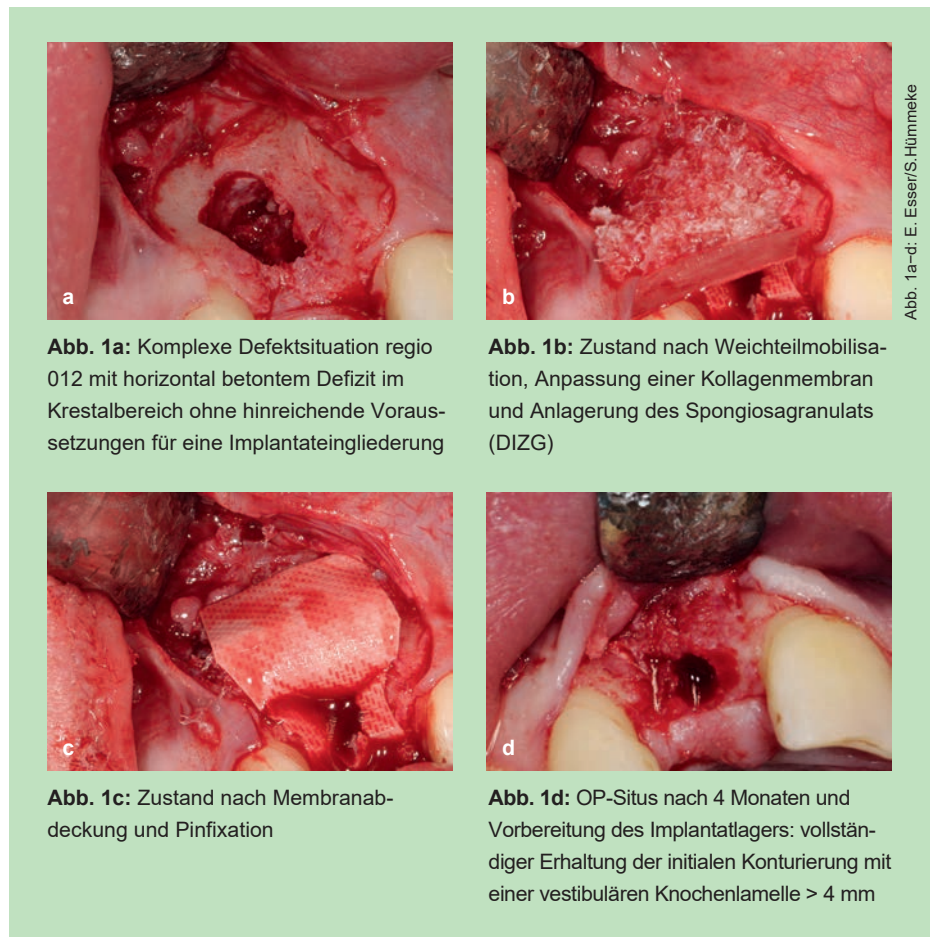 a
b
Abb. 1a–d: E. Esser/S.Hümmeke
Abb. 1a: Komplexe Defektsituation regio
012 mit horizontal betontem Defizit im
Krestalbereich ohne hinreichende Voraus-
setzungen für eine Implantateingliederung
Abb. 1b: Zustand nach Weichteilmobilisa-
tion, Anpassung einer Kollagenmembran
und Anlagerung des Spongiosagranulats
(DIZG)
c
d
Abb. 1c: Zustand nach Membranab-
deckung und Pinfixation
Abb. 1d: OP-Situs nach 4 Monaten und
Vorbereitung des Implantatlagers: vollstän-
diger Erhaltung der initialen Konturierung mit
einer vestibulären Knochenlamelle > 4 mm